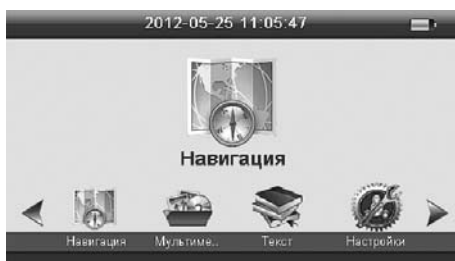 2012-05-25 11:05:47
Навигация
Навигация Мультиме.. Текст Настройки